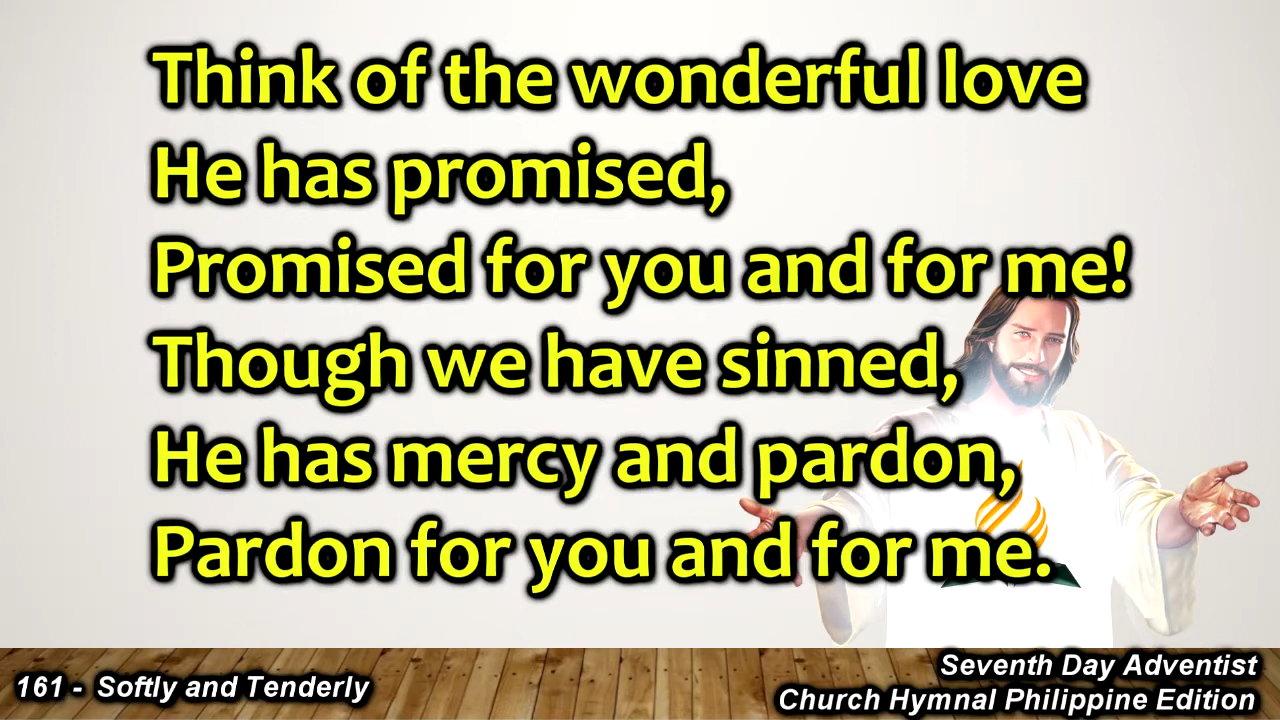 Think of the wonderful love
He has promised,
Promised for you and for me!
Though we have sinned,
He has mercy and pardon,
Pardon for you and for me.
161 - Softly and Tenderly
Seventh Day Adventist
Church Hymnal Philippine Edition